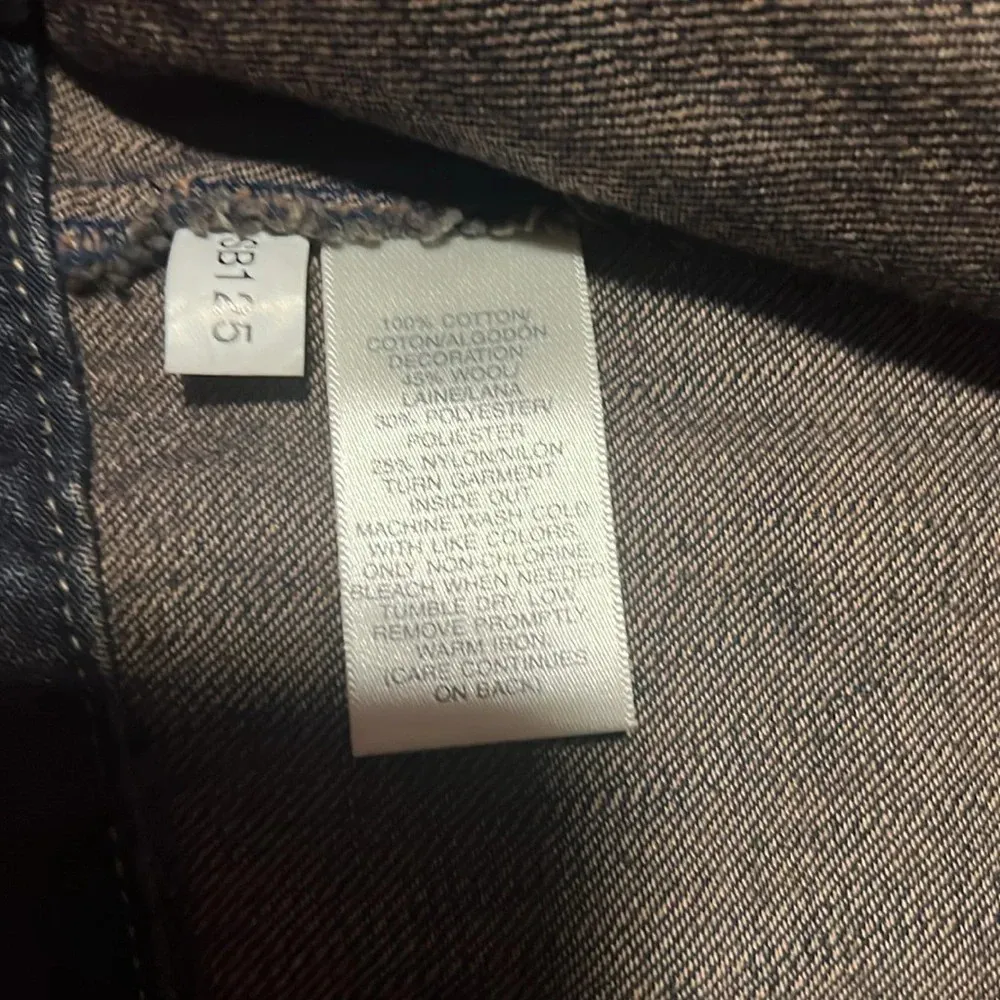 SB125
100% COTTON/
COTON/ALGODON
DECORATION
45% WOOL/
LAINE/LANA
30% POLYESTER/
POLIESTER
25% NYLON/NILON
TURN GARMENT
INSIDE OUT
MACHINE WASH COLD
WITH LIKE COLORS
ONLY NON-CHLORINE
BLEACH WHEN NEEDED
TUMBLE DRY LOW
REMOVE PROMPTLY
WARM IRON
(CARE CONTINUES
ON BACK)